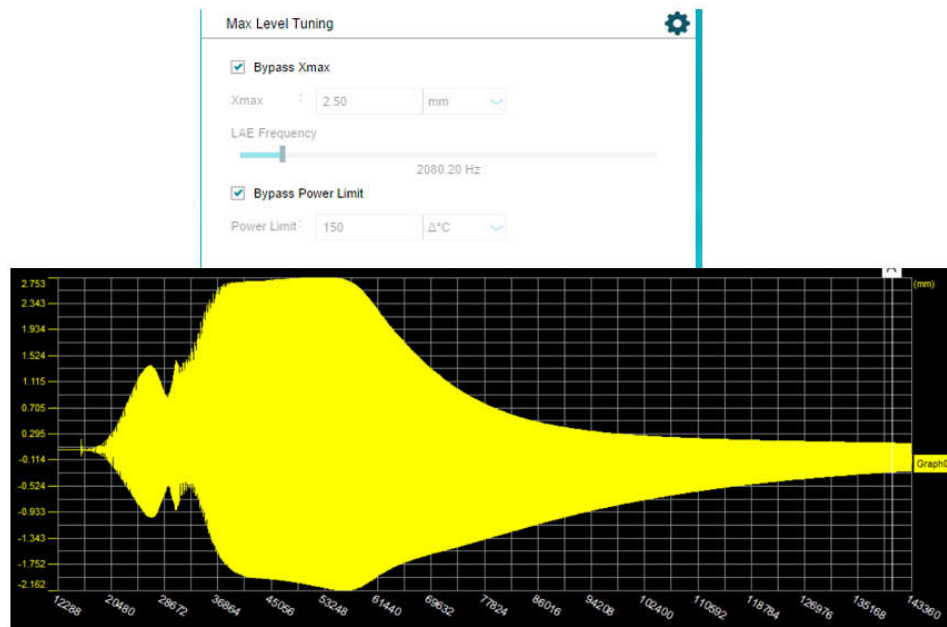 Max Level Tuning
Bypass Xmax
Xmax : 2.50 mm
LAE Frequency
2080.20 Hz
Bypass Power Limit
Power Limit : 150 Δ°C
A
2.753 (mm)
2.343
1.934
1.524
1.115
0.705
0.295
-0.114
Graph0
-0.524
-0.933
-1.343
-1.752
-2.162
12288 20480 28672 36864 45056 53248 61440 69632 77824 86016 94208 102400 110592 118784 126976 135168 143360